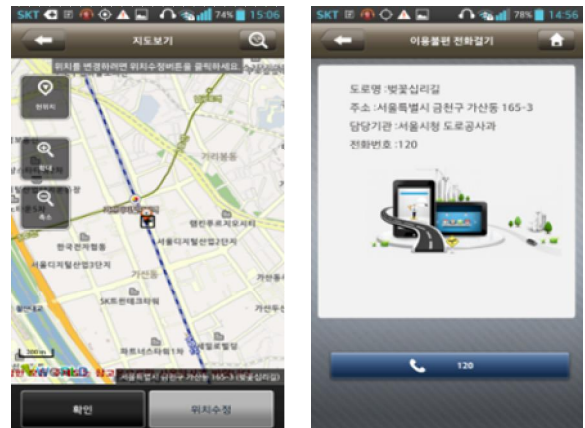 SKT 74% 15:06
지도보기
위치를 변경하려면 위치수정버튼을 클릭하세요
현위치
확대
축소
가리봉동
한국전자협동
서울디지털산업2단지
서울디지털산업3단지
가산동
SK트윈테크타워
파트너스타워1차
서울특별시 금천구 가산동 165-3 (벚꽃십리길)
확인
위치수정
SKT 78% 14:56
이용불편 전화걸기
도로명 :벚꽃십리길
주소 :서울특별시 금천구 가산동 165-3
담당기관 :서울시청 도로공사과
전화번호 :120
120